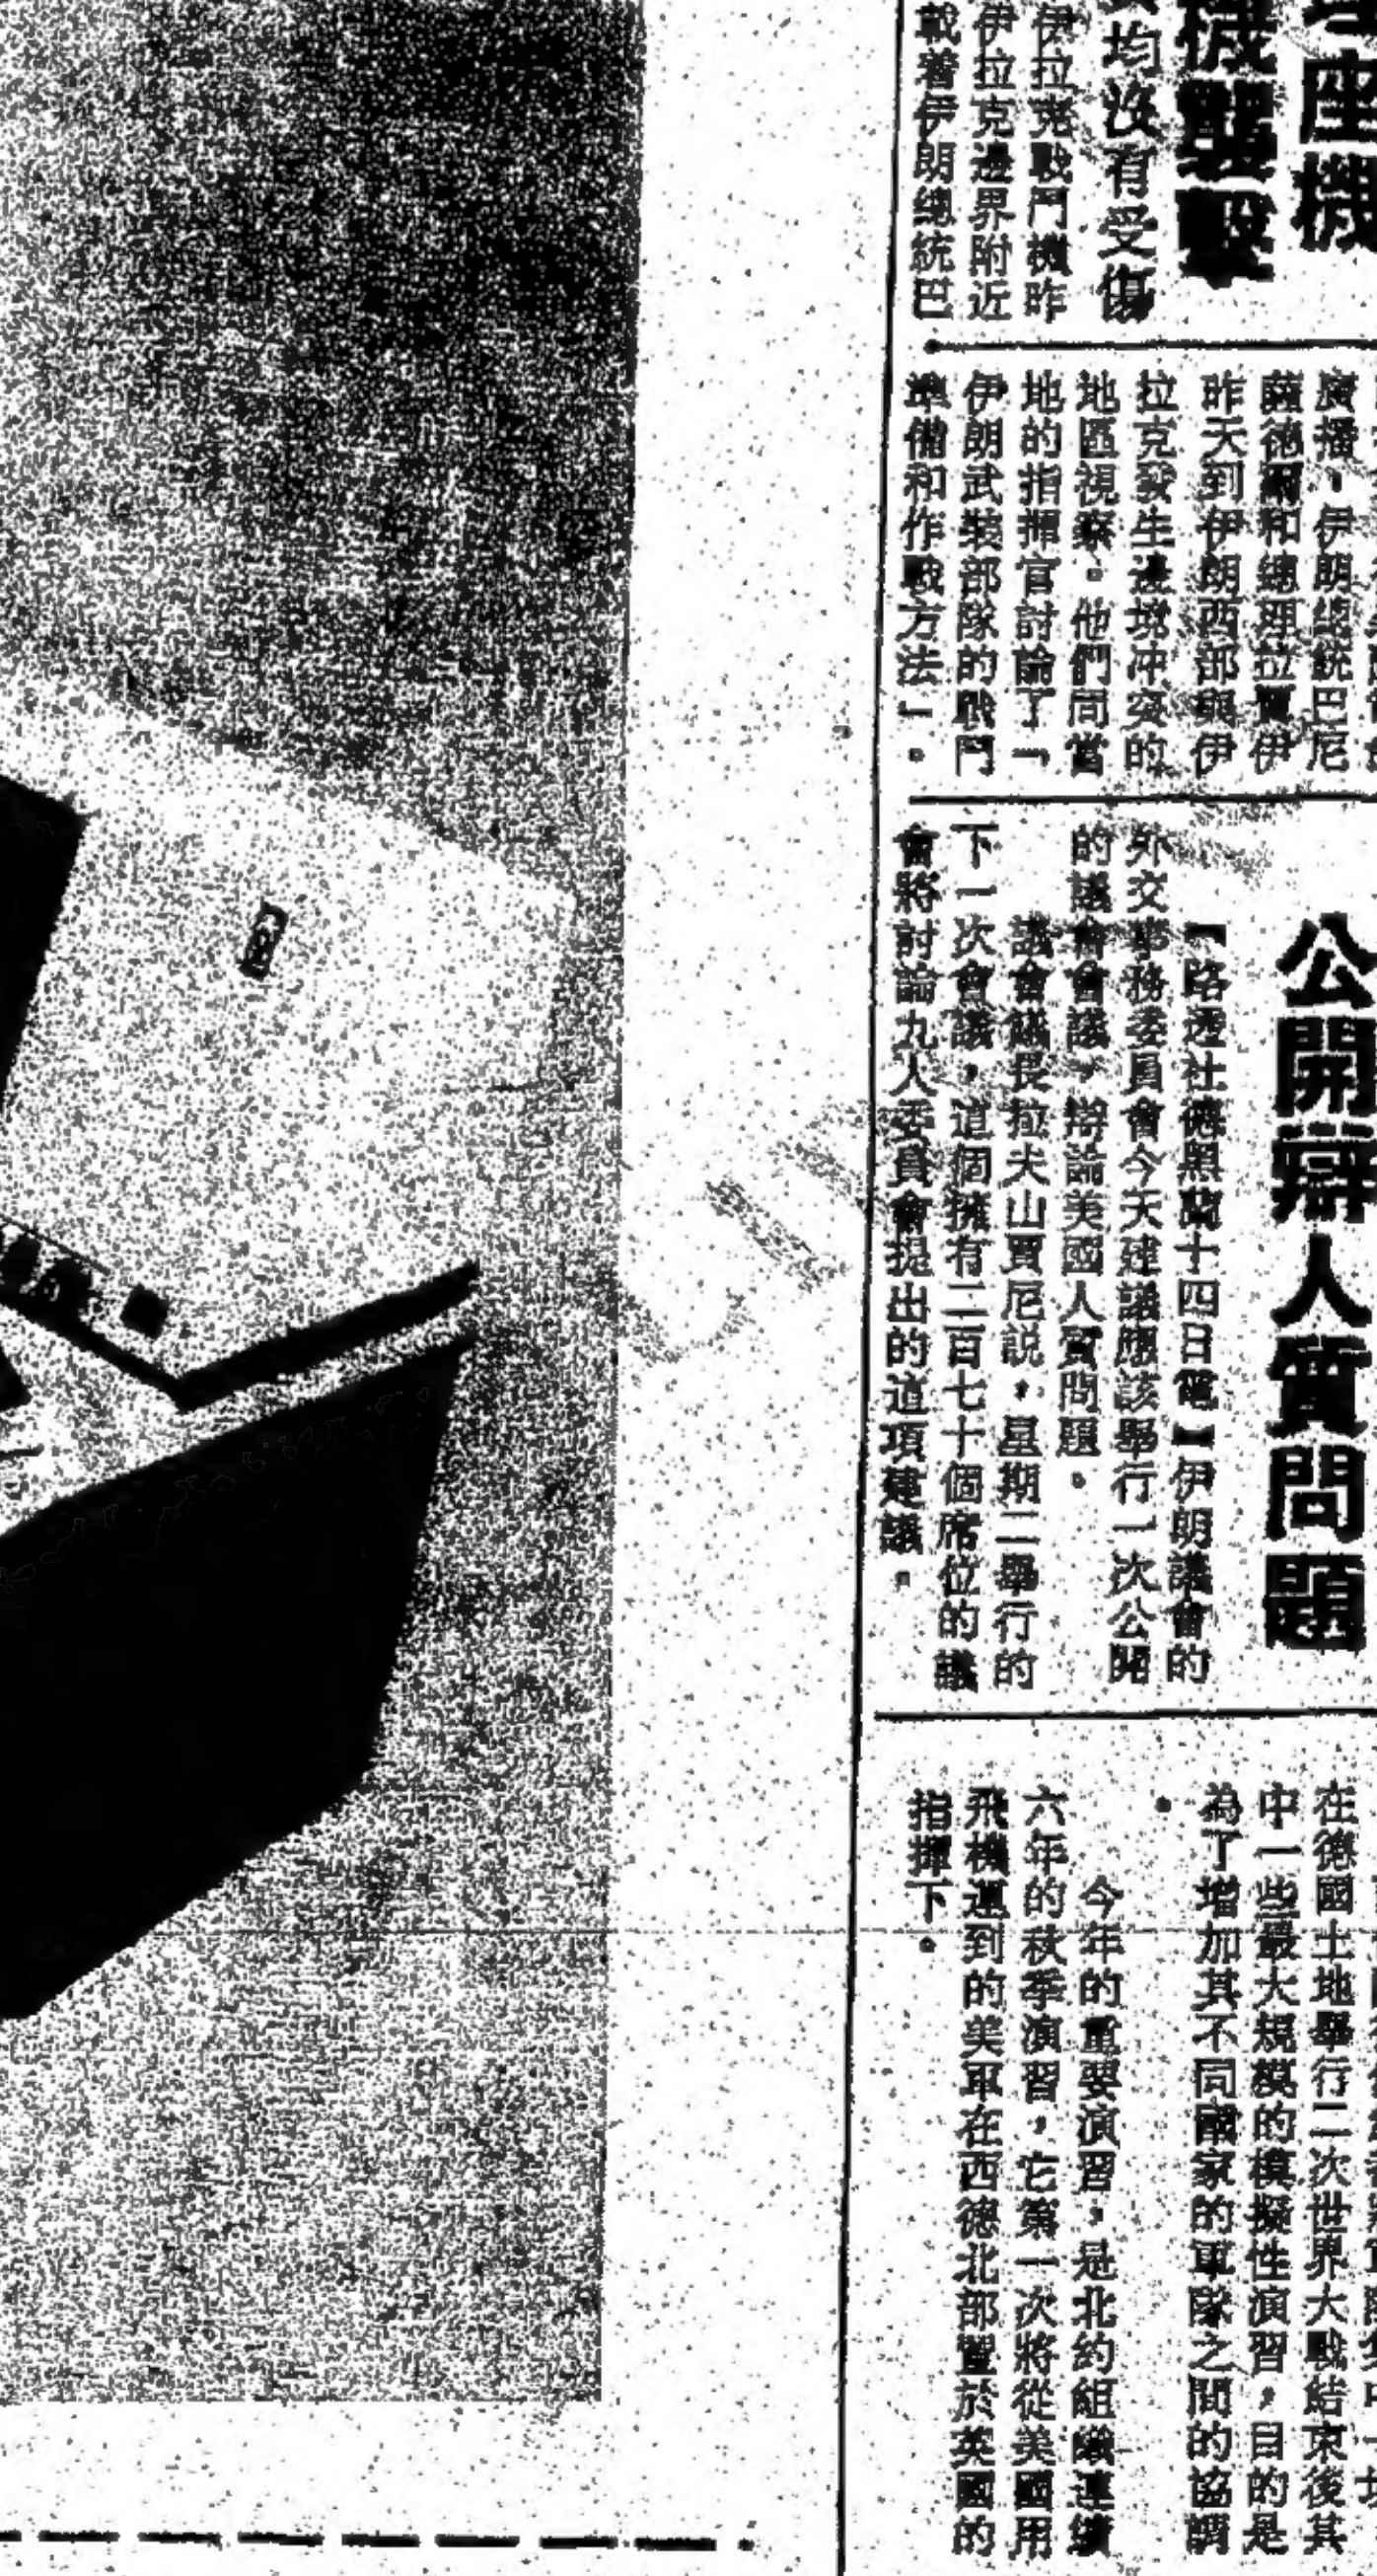 座機
機襲擊
均沒有受傷
伊拉克戰鬥機昨
伊拉克邊界附近
載着伊朗總統巴
廣播,伊朗總統巴尼
薩德爾和總理拉賈伊
昨天到伊朗西部與伊
拉克發生邊境冲突的
地區視察。他們同當
地的指揮官討論了「
伊朗武裝部隊的戰鬥
準備和作戰方法」。
公開辯人質問題
【路透社德黑蘭十四日電】伊朗議會的
外交事務委員會今天建議應該舉行一次公開
的議會會議,辯論美國人質問題。
議會議長拉夫山賈尼説,星期二舉行的
下一次會議,這個擁有二百七十個席位的議
會將討論九人委員會提出的這項建議。
在德國土地舉行二次世界大戰結束後其
中一些最大規模的模擬性演習,目的是
為了增加其不同國家的軍隊之間的協調
。
今年的重要演習,是北約組織連續
六年的秋季演習,它第一次將從美國用
飛機運到的美軍在西德北部置於英國的
指揮下。